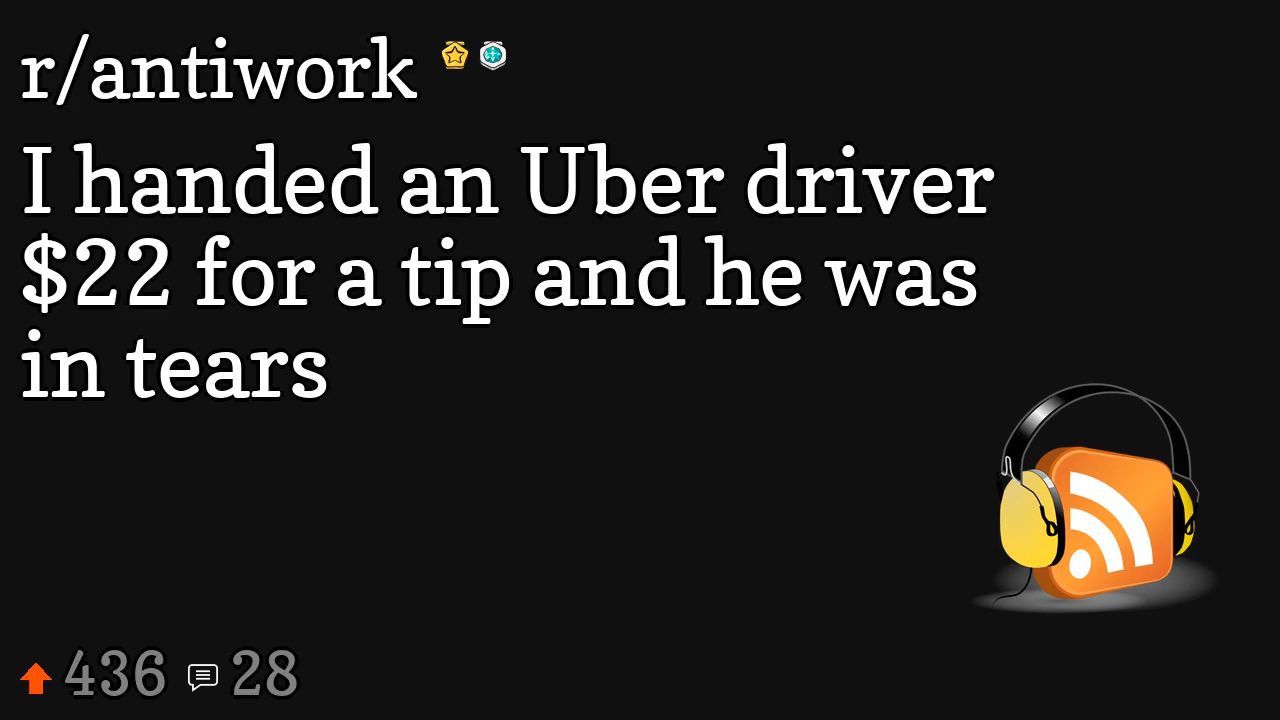 r/antiwork
I handed an Uber driver
$22 for a tip and he was
in tears
436 28